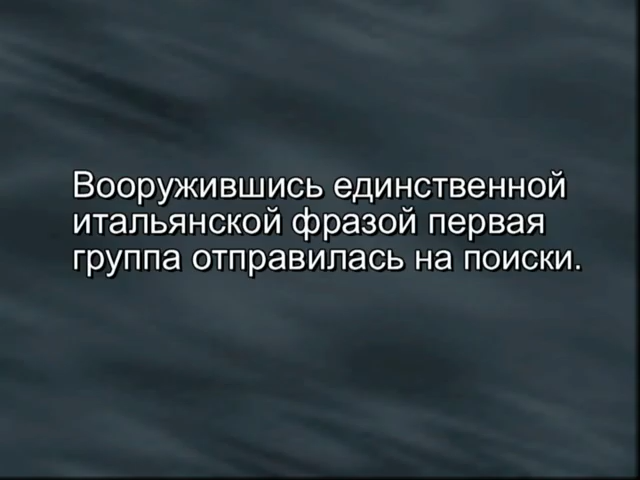 Вооружившись единственной
итальянской фразой первая
группа отправилась на поиски.